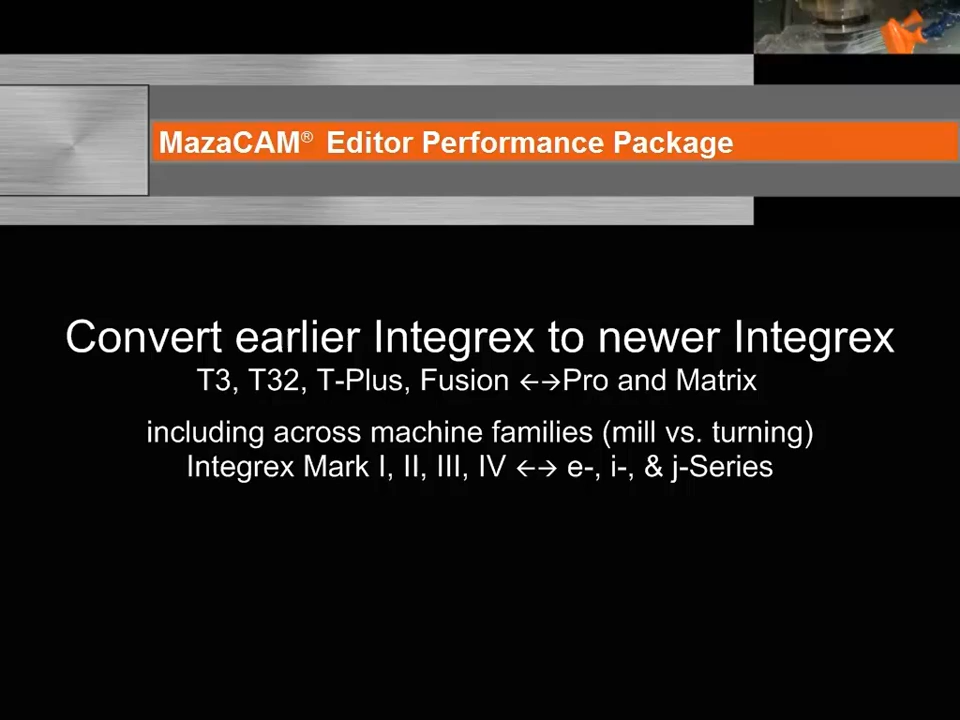 MazaCAM® Editor Performance Package
Convert earlier Integrex to newer Integrex
T3, T32, T-Plus, Fusion ←→Pro and Matrix
including across machine families (mill vs. turning)
Integrex Mark I, II, III, IV ←→ e-, i-, & j-Series